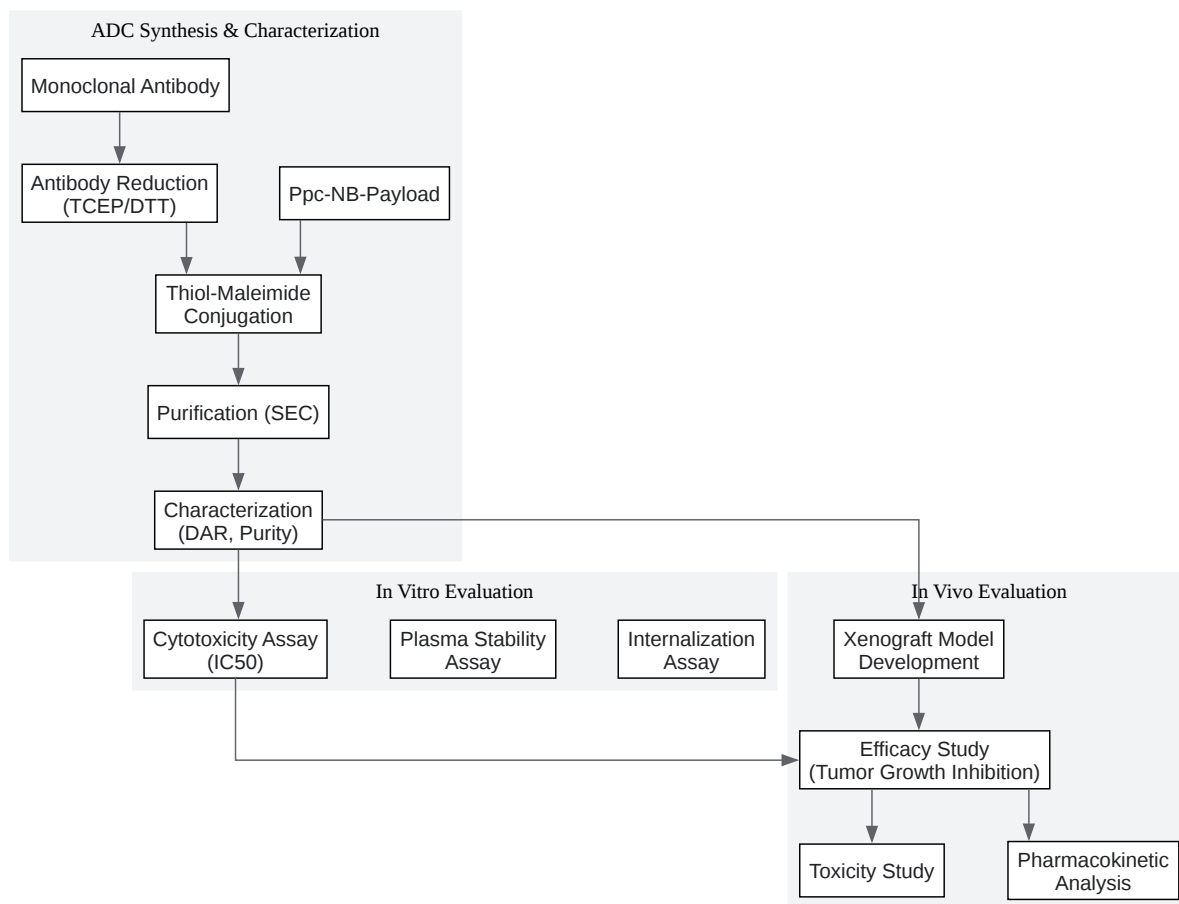 ADC Synthesis & Characterization
Monoclonal Antibody
Antibody Reduction
(TCEP/DTT)
Ppc-NB-Payload
Thiol-Maleimide
Conjugation
Purification (SEC)
Characterization
(DAR, Purity)
In Vitro Evaluation
Cytotoxicity Assay
(IC50)
Plasma Stability
Assay
Internalization
Assay
In Vivo Evaluation
Xenograft Model
Development
Efficacy Study
(Tumor Growth Inhibition)
Toxicity Study
Pharmacokinetic
Analysis